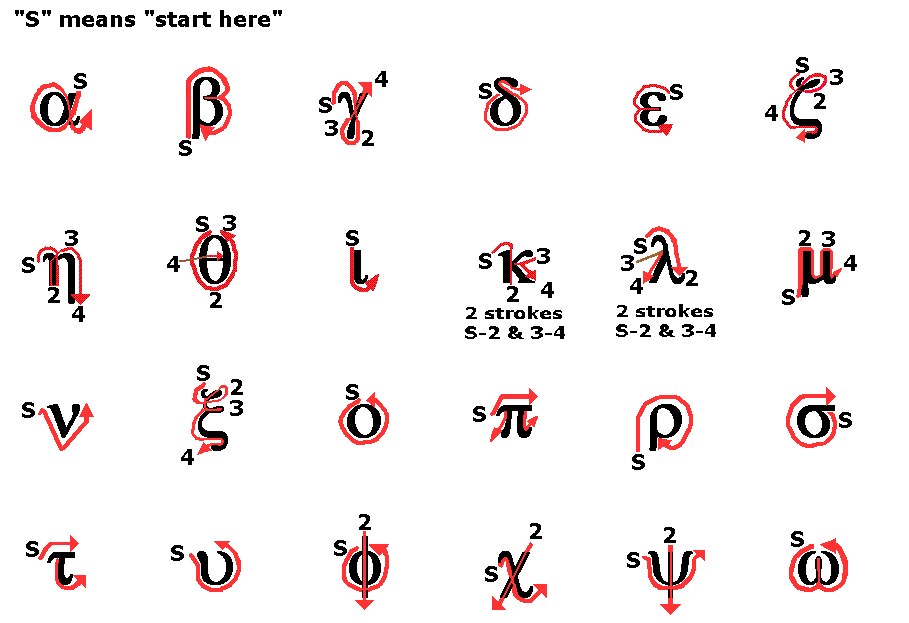 "S" means "start here"
α S β S γ S 3 2 4 δ S ε S ζ S 3 2 4
η S 3 2 4 θ S 3 4 2 ι S κ S 3 2 4 λ S 3 4 2 μ 2 3 4 S
2 strokes 2 strokes
S-2 & 3-4 S-2 & 3-4
ν S ξ S 2 3 4 ο S π S ρ S σ S
τ S υ S φ S 2 χ S 2 ψ S 2 ω S